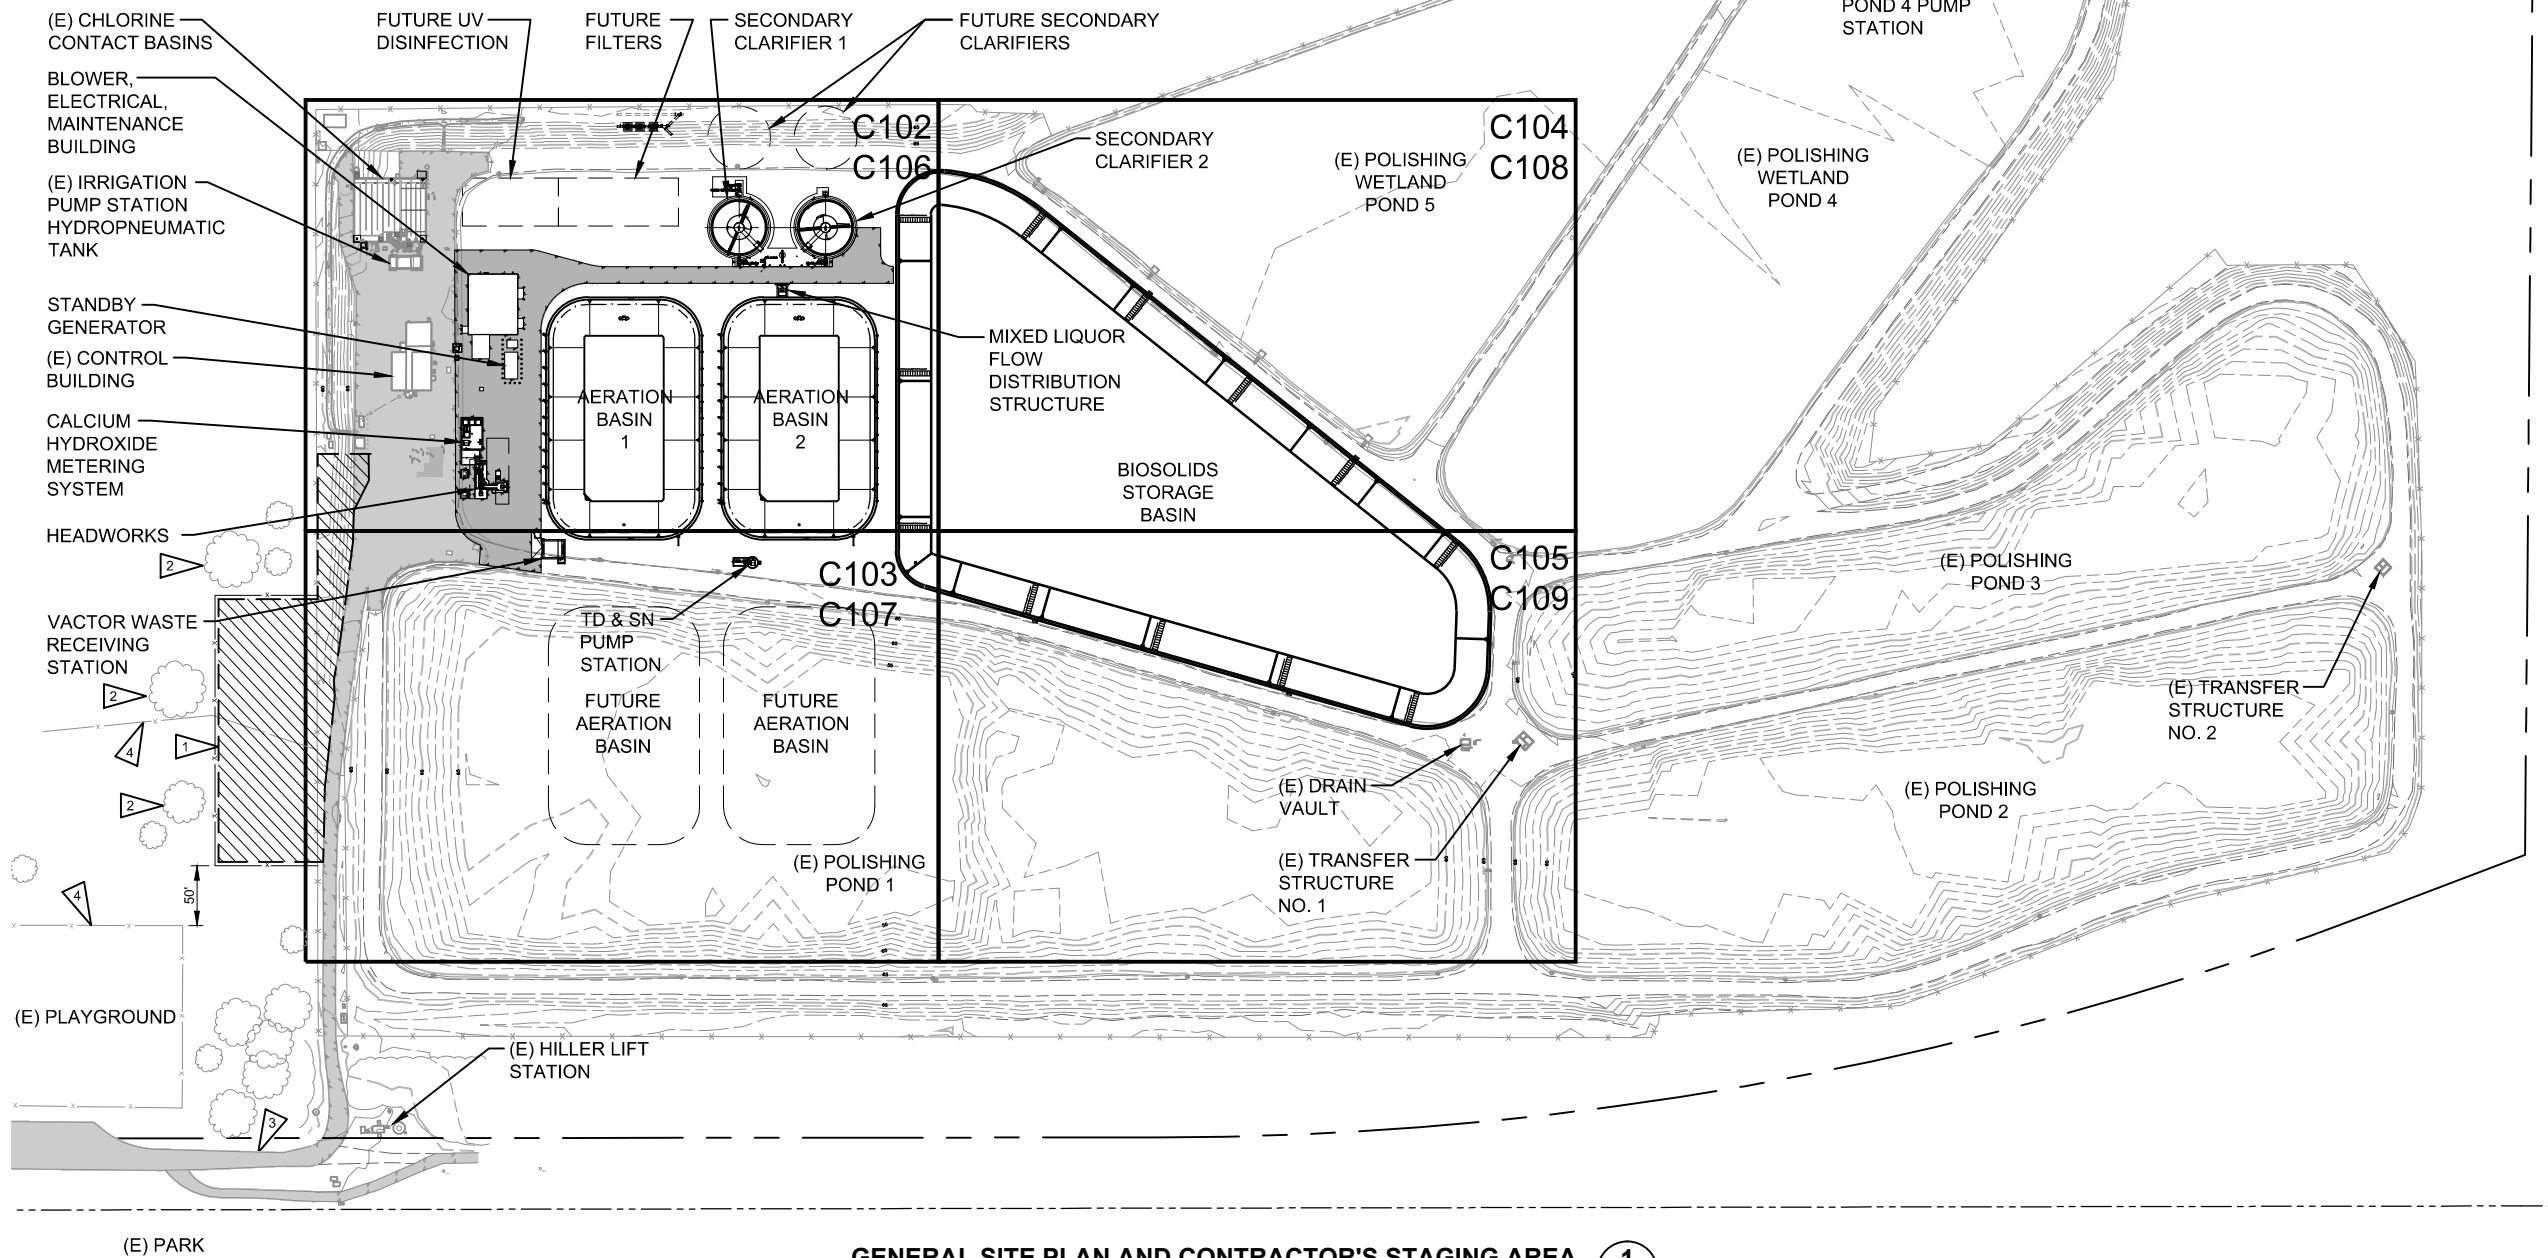 (E) CHLORINE
CONTACT BASINS
FUTURE UV
DISINFECTION
FUTURE
FILTERS
SECONDARY
CLARIFIER 1
FUTURE SECONDARY
CLARIFIERS
POND 4 PUMP
STATION
BLOWER,
ELECTRICAL,
MAINTENANCE
BUILDING
C102
C106
SECONDARY
CLARIFIER 2
C104
C108
(E) POLISHING
WETLAND
POND 5
(E) POLISHING
WETLAND
POND 4
(E) IRRIGATION
PUMP STATION
HYDROPNEUMATIC
TANK
STANDBY
GENERATOR
(E) CONTROL
BUILDING
MIXED LIQUOR
FLOW
DISTRIBUTION
STRUCTURE
AERATION
BASIN
1
AERATION
BASIN
2
CALCIUM
HYDROXIDE
METERING
SYSTEM
BIOSOLIDS
STORAGE
BASIN
HEADWORKS
2
C103
C107
C105
C109
(E) POLISHING
POND 3
VACTOR WASTE
RECEIVING
STATION
TD & SN
PUMP
STATION
2
4
1
2
FUTURE
AERATION
BASIN
FUTURE
AERATION
BASIN
(E) TRANSFER
STRUCTURE
NO. 2
(E) DRAIN
VAULT
(E) POLISHING
POND 2
(E) POLISHING
POND 1
(E) TRANSFER
STRUCTURE
NO. 1
4
50'
(E) PLAYGROUND
(E) HILLER LIFT
STATION
3
(E) PARK
GENERAL SITE PLAN AND CONTRACTOR'S STAGING AREA
1